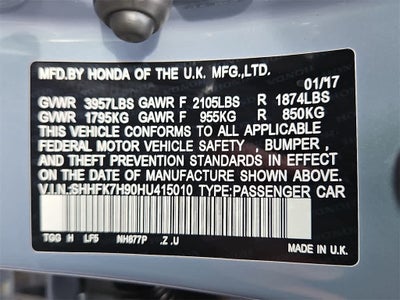 MFD.BY HONDA OF THE U.K. MFG.,LTD.
01/17
GVWR 3957LBS GAWR F 2105LBS R 1874LBS
GVWR 1795KG GAWR F 955KG R 850KG
THIS VEHICLE CONFORMS TO ALL APPLICABLE
FEDERAL MOTOR VEHICLE SAFETY, BUMPER,
AND THEFT PREVENTION STANDARDS IN EFFECT
ON THE DATE OF MANUFACTURE SHOWN ABOVE.
V.I.N.:SHHFK7H90HU415010 TYPE:PASSENGER CAR
TGG H LF5 NH877P .Z .U
MADE IN U.K.